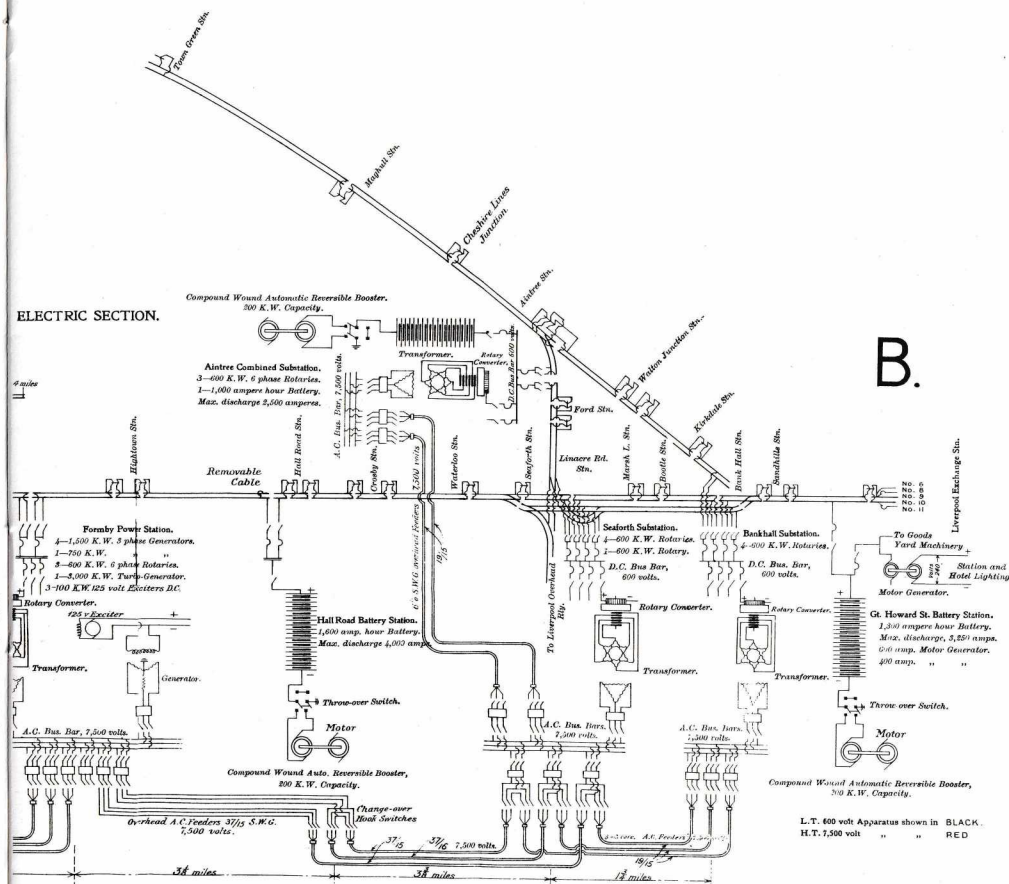 Town Green Stn.
Maghull Stn.
Cheshire Lines
Junction
Aintree Stn.
Walton Junction Stn.
Kirkdale Stn.
ELECTRIC SECTION.
B.
Compound Wound Automatic Reversible Booster.
200 K.W. Capacity.
Aintree Combined Substation.
3—600 K.W. 6 phase Rotaries.
1—1,000 ampere hour Battery.
Max. discharge 2,500 amperes.
Transformer.
Rotary
Converter.
A.C. Bus Bar, 7,500 volts.
D.C. Bus Bar 600 volts.
4 miles
Hightown Stn.
Removable
Cable
Hall Road Stn.
Crosby Stn.
Waterloo Stn.
Seaforth Stn.
Ford Stn.
Linacre Rd.
Stn.
Marsh L. Stn.
Bootle Stn.
Bank Hall Stn.
Sandhills Stn.
Liverpool Exchange Stn.
No. 6
No. 8
No. 9
No. 10
No. 11
Formby Power Station.
4—1,500 K.W. 3 phase Generators.
1—750 K.W. " "
3—600 K.W. 6 phase Rotaries.
1—3,000 K.W. Turbo-Generator.
3-100 K.W. 125 volt Exciters D.C.
Rotary Converter.
125 v Exciter
Transformer.
Generator.
Hall Road Battery Station.
1,600 amp. hour Battery.
Max. discharge 4,000 amps.
Throw-over Switch.
Motor
Compound Wound Auto. Reversible Booster,
200 K.W. Capacity.
overhead Feeders 7,500 volts
19/15
To Liverpool Overhead
Rly.
Seaforth Substation.
4—600 K.W. Rotaries.
1—600 K.W. Rotary.
D.C. Bus Bar,
600 volts.
Rotary Converter.
Transformer.
A.C. Bus Bars.
7,500 volts.
Bankhall Substation.
4-600 K.W. Rotaries.
D.C. Bus Bar,
600 volts.
Rotary Converter.
Transformer.
A.C. Bus Bars.
7,500 volts.
To Goods
Yard Machinery
Volts
240
Station and
Hotel Lighting
Motor Generator.
Gt. Howard St. Battery Station.
1,300 ampere hour Battery.
Max. discharge, 3,250 amps.
600 amp. Motor Generator.
400 amp. " "
Throw-over Switch.
Motor
Compound Wound Automatic Reversible Booster,
200 K.W. Capacity.
A.C. Bus Bar, 7,500 volts.
Overhead A.C. Feeders 37/15 S.W.G.
7,500 volts.
Change-over
Hook Switches
37/15
37/16 7,500 volts.
A.C. Feeders
19/15
L.T. 600 volt Apparatus shown in BLACK.
H.T. 7,500 volt " " RED
3¾ miles
miles
miles